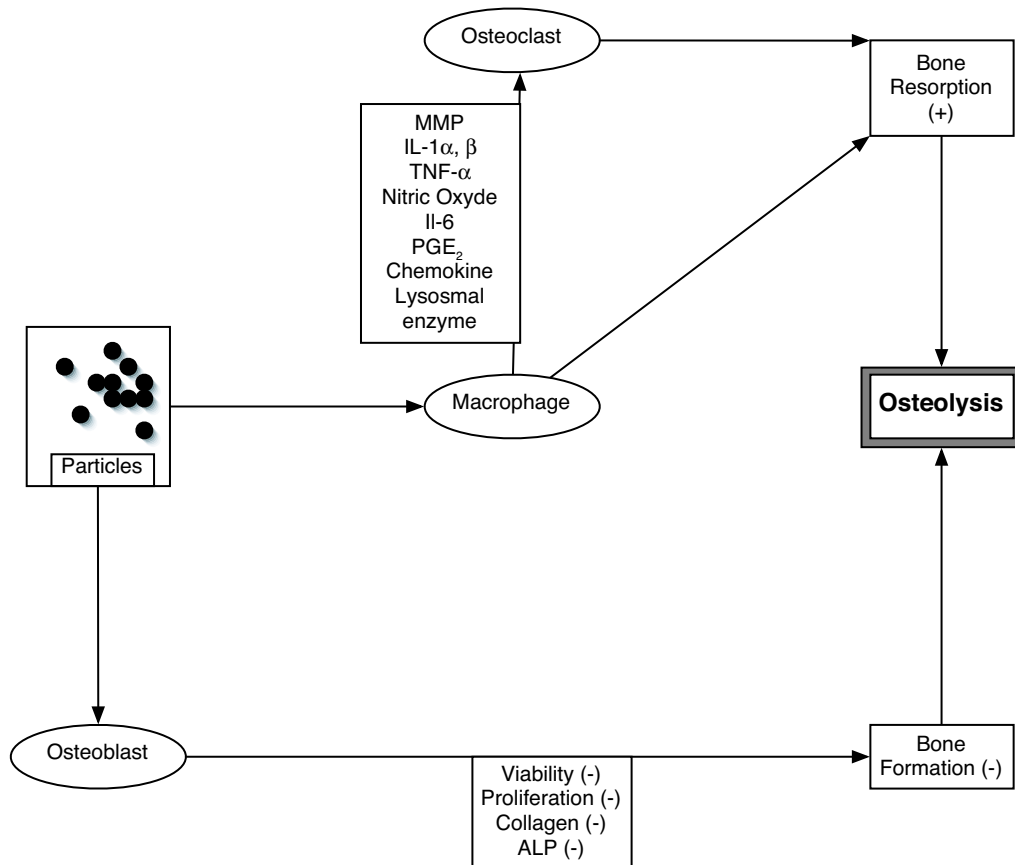 Osteoclast
Bone
Resorption
(+)
MMP
IL-1α, β
TNF-α
Nitric Oxyde
Il-6
PGE₂
Chemokine
Lysosmal
enzyme
Macrophage
Osteolysis
Particles
Osteoblast
Bone
Formation (-)
Viability (-)
Proliferation (-)
Collagen (-)
ALP (-)